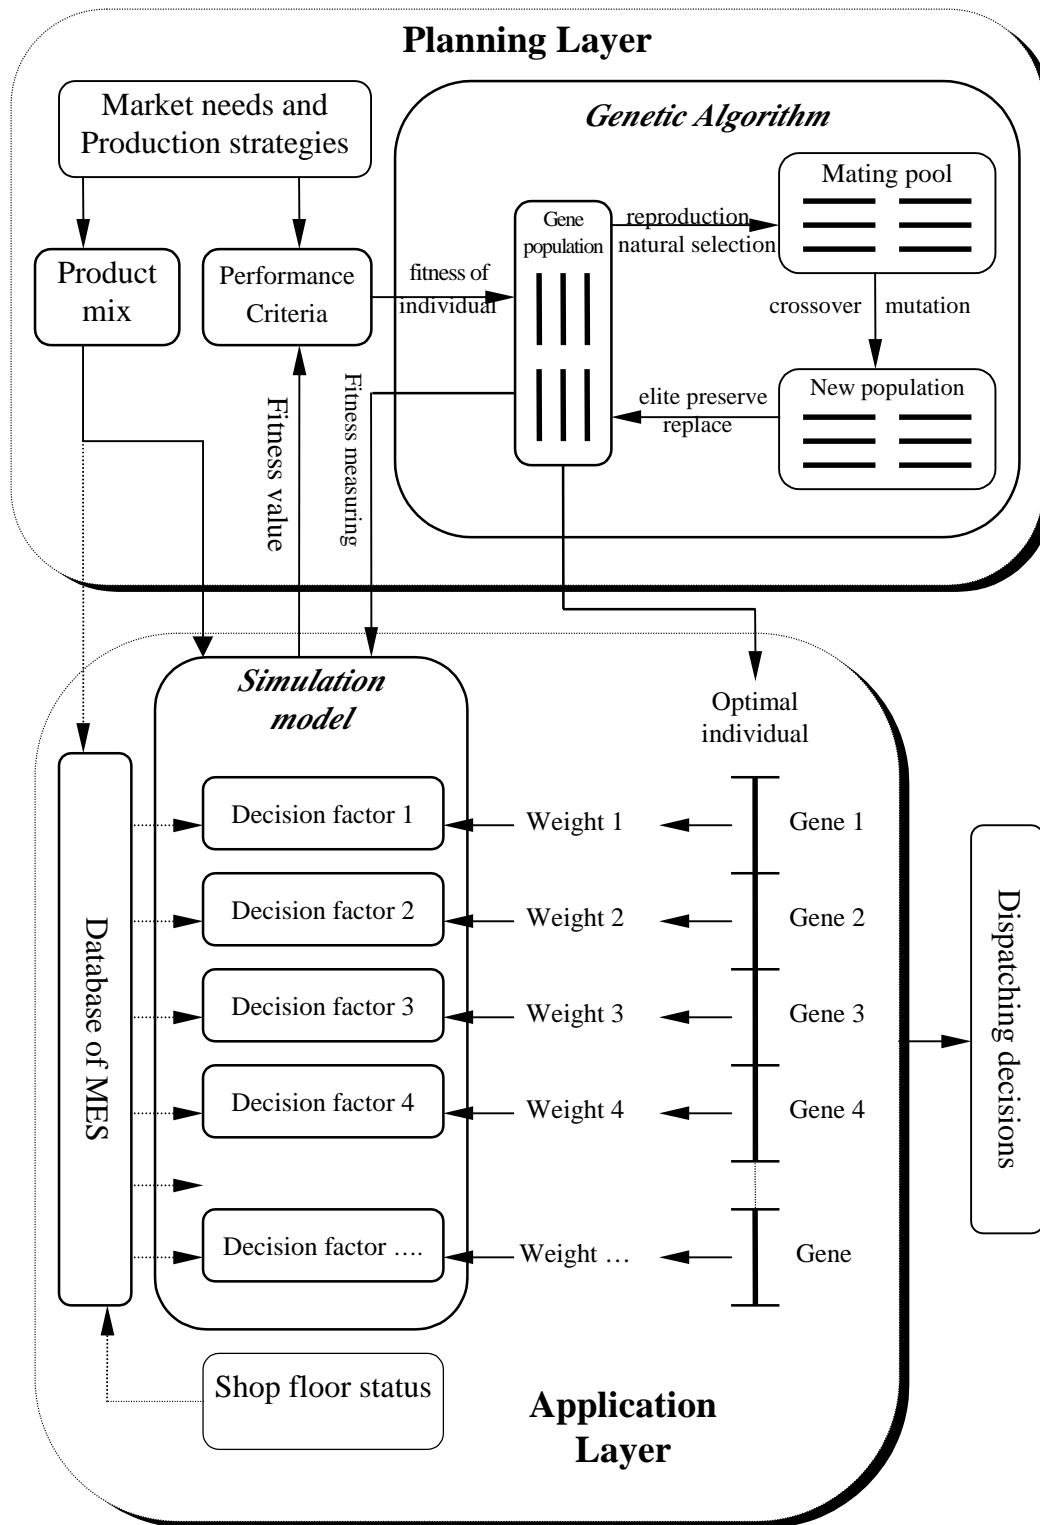 Planning Layer
Market needs and
Production strategies
Genetic Algorithm
Mating pool
Gene
population
reproduction
natural selection
Product
mix
Performance
Criteria
fitness of
individual
crossover
mutation
New population
elite preserve
replace
Fitness value
Fitness measuring
Simulation
model
Optimal
individual
Decision factor 1
Weight 1
Gene 1
Decision factor 2
Weight 2
Gene 2
Decision factor 3
Weight 3
Gene 3
Decision factor 4
Weight 4
Gene 4
Decision factor ….
Weight …
Gene
Database of MES
Dispatching decisions
Shop floor status
Application
Layer